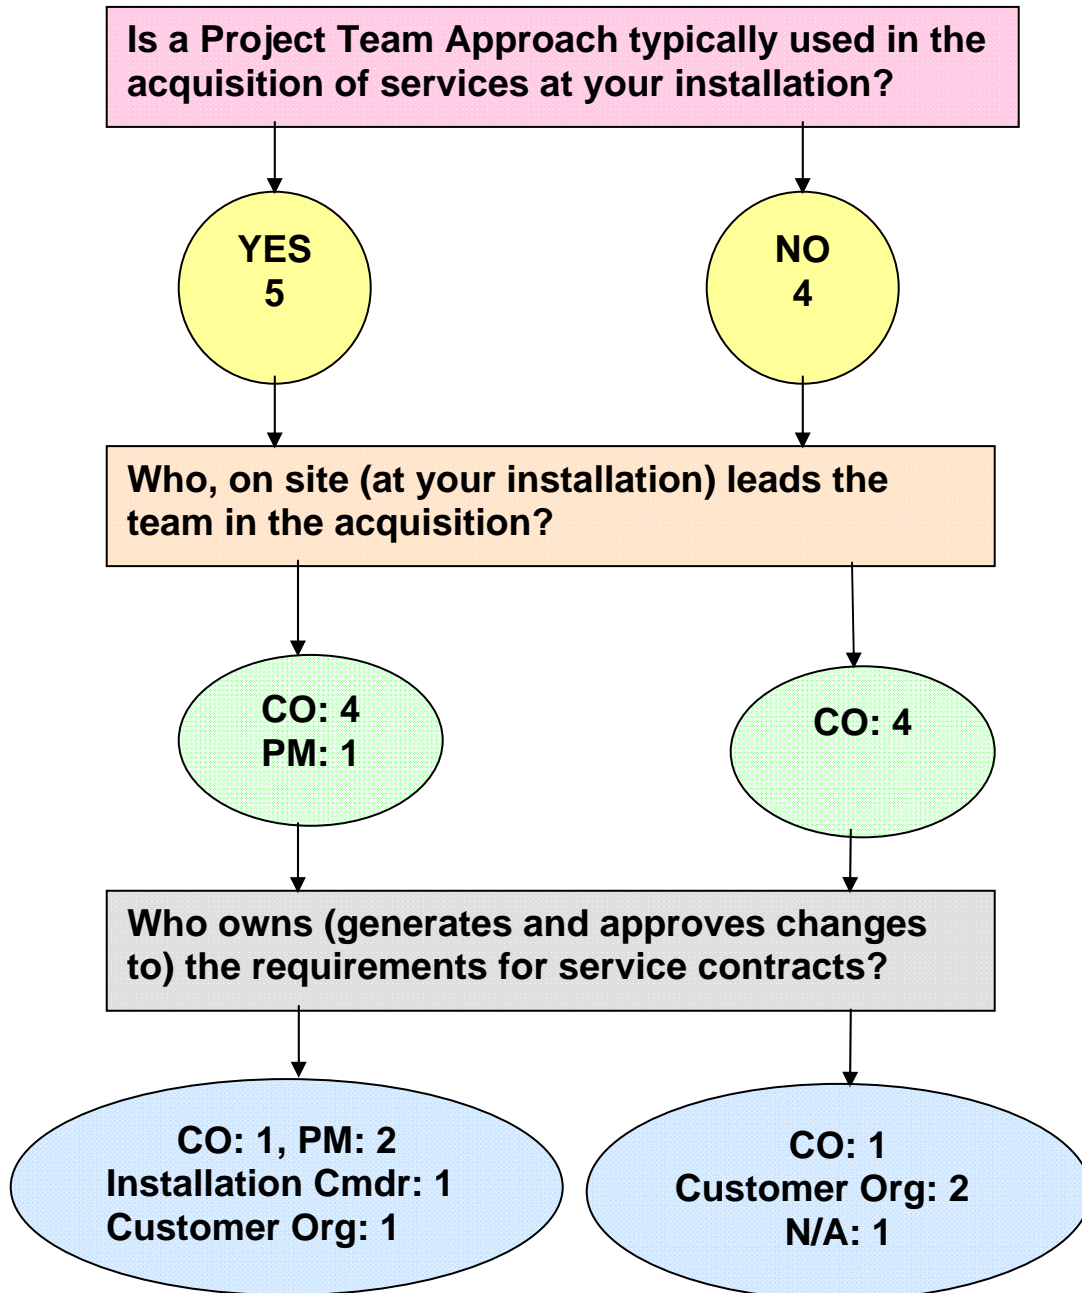 Is a Project Team Approach typically used in the
acquisition of services at your installation?
YES
5
NO
4
Who, on site (at your installation) leads the
team in the acquisition?
CO: 4
PM: 1
CO: 4
Who owns (generates and approves changes
to) the requirements for service contracts?
CO: 1, PM: 2
Installation Cmdr: 1
Customer Org: 1
CO: 1
Customer Org: 2
N/A: 1